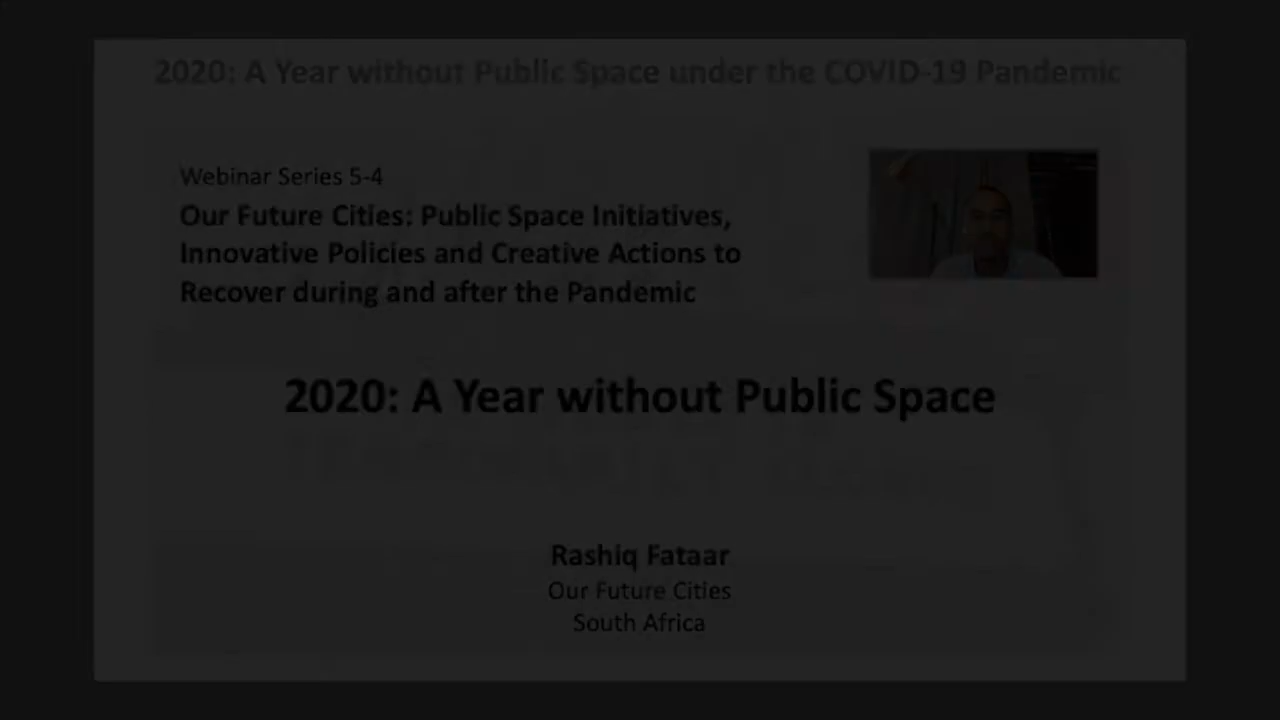 2020: A Year without Public Space under the COVID-19 Pandemic
Webinar Series 5-4
Our Future Cities: Public Space Initiatives,
Innovative Policies and Creative Actions to
Recover during and after the Pandemic
2020: A Year without Public Space
Rashiq Fataar
Our Future Cities
South Africa